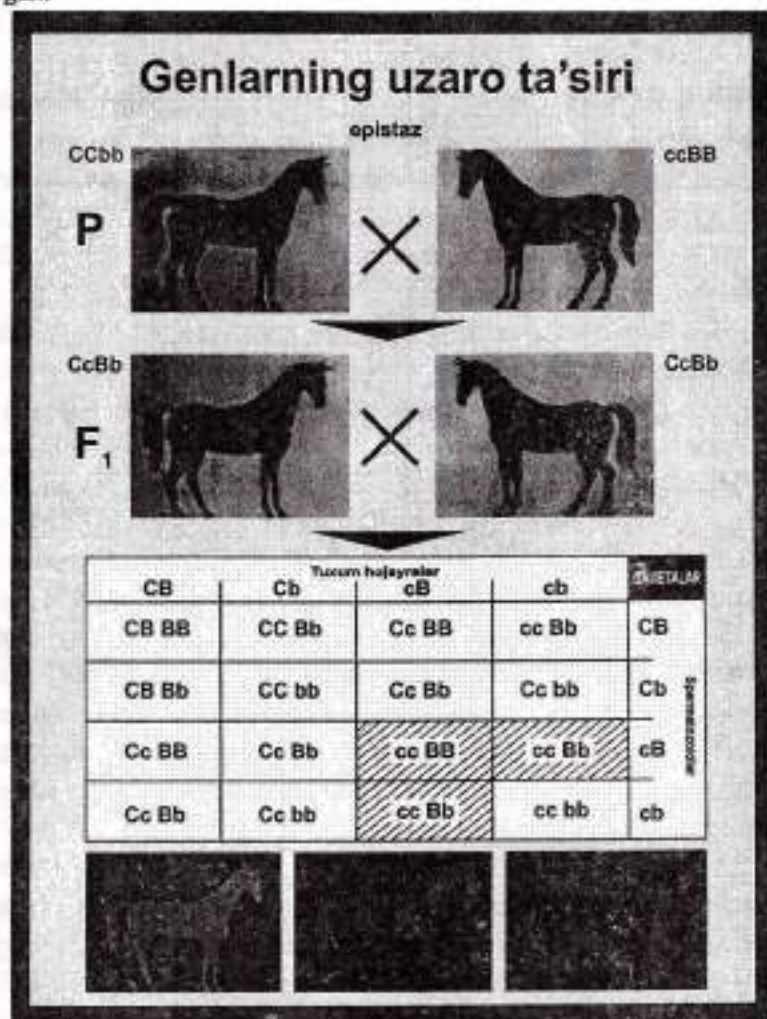 Genlarning uzaro ta'siri
epistaz
CCbb
ccBB
P
CcBb
CcBb
F1
Tuxum hojayralar
CB Cb cB cb
CB BB CC Bb Cc BB cc Bb CB
CB Bb CC bb Cc Bb Cc bb Cb
Cc BB Cc Bb cc BB cc Bb cB
Cc Bb Cc bb cc Bb cc bb cb